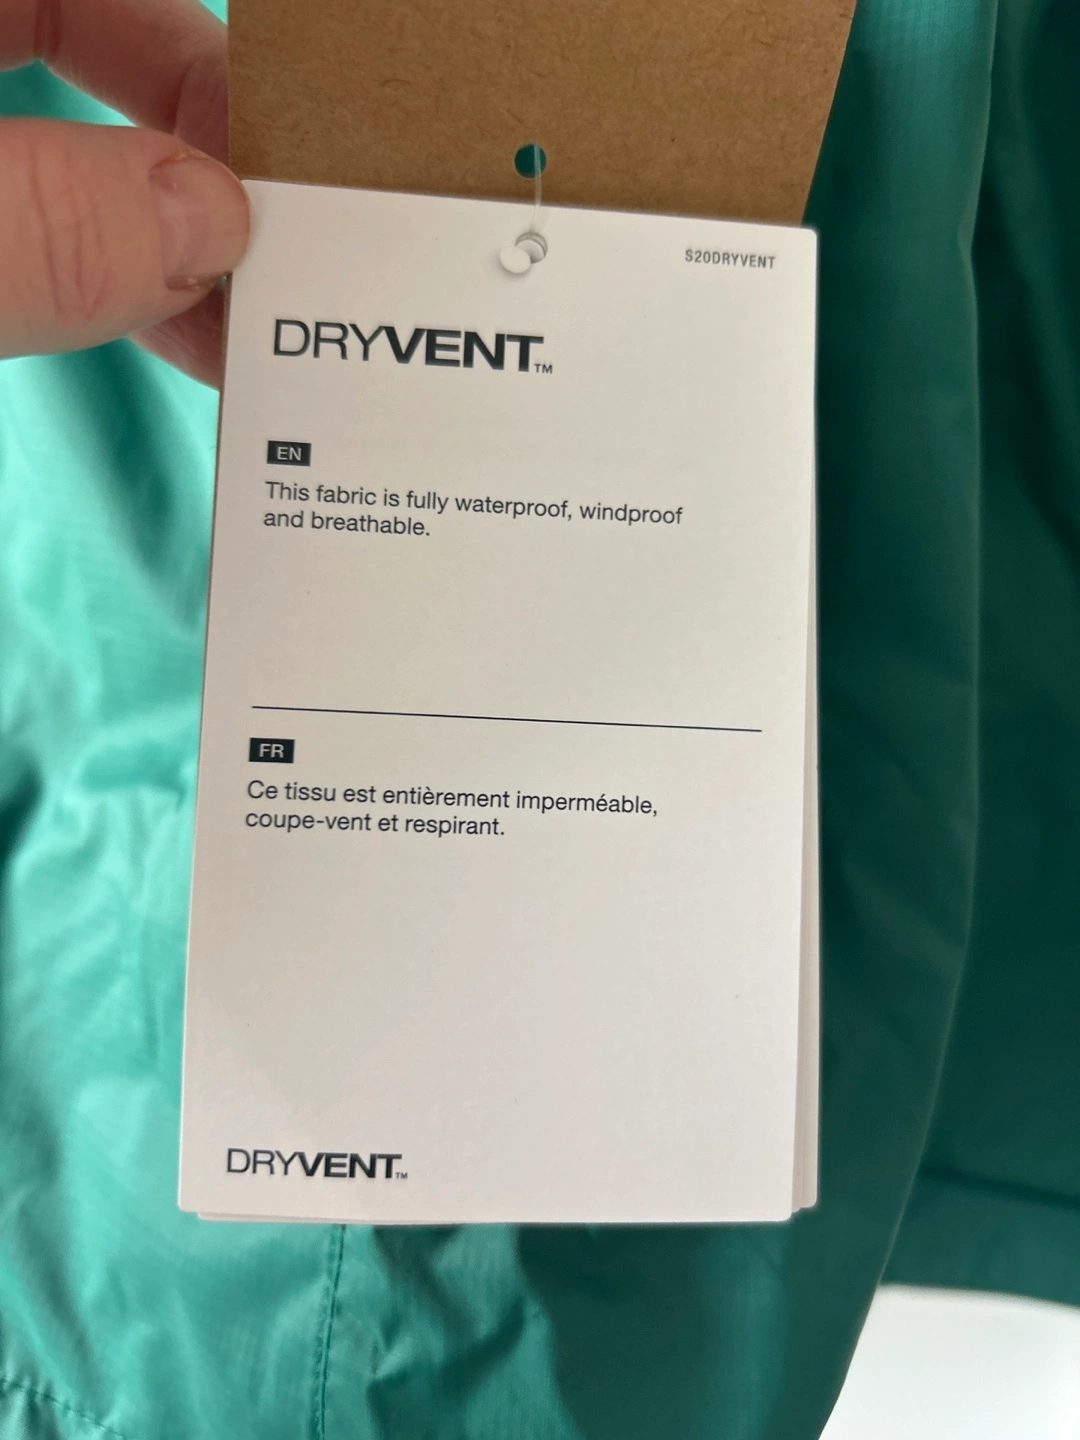 S20DRYVENT
DRYVENT™
EN
This fabric is fully waterproof, windproof
and breathable.
FR
Ce tissu est entièrement imperméable,
coupe-vent et respirant.
DRYVENT™